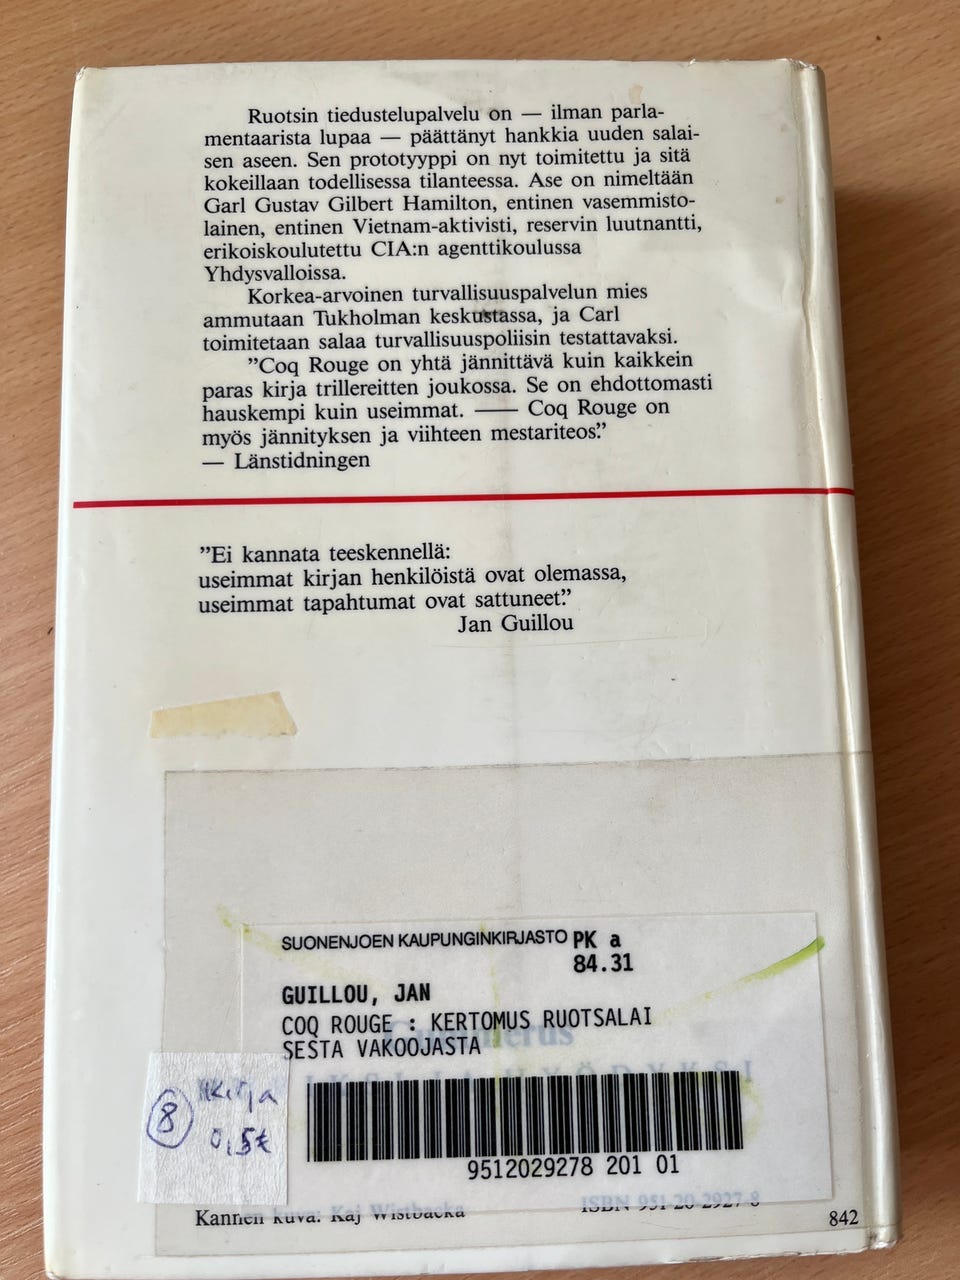 Ruotsin tiedustelupalvelu on — ilman parla-
mentaarista lupaa — päättänyt hankkia uuden salai-
sen aseen. Sen prototyyppi on nyt toimitettu ja sitä
kokeillaan todellisessa tilanteessa. Ase on nimeltään
Garl Gustav Gilbert Hamilton, entinen vasemmisto-
lainen, entinen Vietnam-aktivisti, reservin luutnantti,
erikoiskoulutettu CIA:n agenttikoulussa
Yhdysvalloissa.
Korkea-arvoinen turvallisuuspalvelun mies
ammutaan Tukholman keskustassa, ja Carl
toimitetaan salaa turvallisuuspoliisin testattavaksi.
”Coq Rouge on yhtä jännittävä kuin kaikkein
paras kirja trillereitten joukossa. Se on ehdottomasti
hauskempi kuin useimmat. —— Coq Rouge on
myös jännityksen ja viihteen mestariteos.”
— Länstidningen
”Ei kannata teeskennellä:
useimmat kirjan henkilöistä ovat olemassa,
useimmat tapahtumat ovat sattuneet.”
Jan Guillou
SUONENJOEN KAUPUNGINKIRJASTO PK a
84.31
GUILLOU, JAN
COQ ROUGE : KERTOMUS RUOTSALAI
SESTA VAKOOJASTA
8 kirja
0,5€
9512029278 201 01
Kannen kuva: Kaj Wistbacka ISBN 951-20-2927-8
842